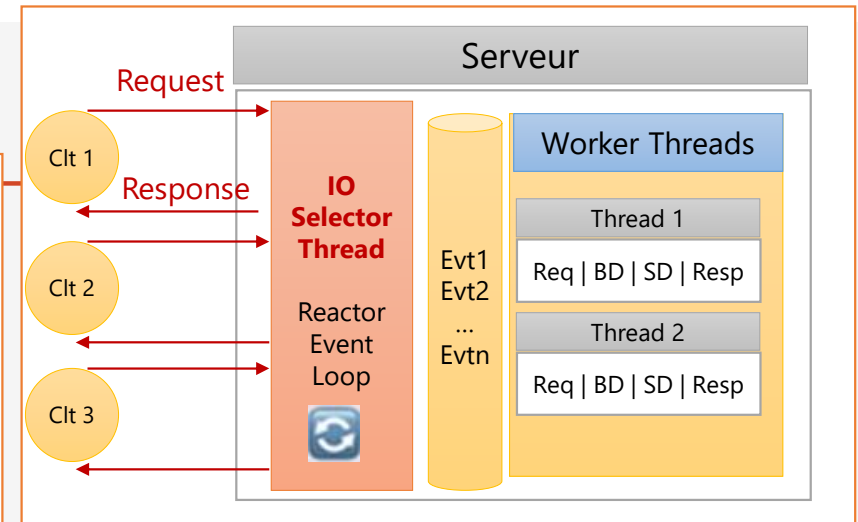 Serveur
Request
Clt 1
Response
Clt 2
Clt 3
IO
Selector
Thread
Reactor
Event
Loop
Evt1
Evt2
...
Evtn
Worker Threads
Thread 1
Req | BD | SD | Resp
Thread 2
Req | BD | SD | Resp